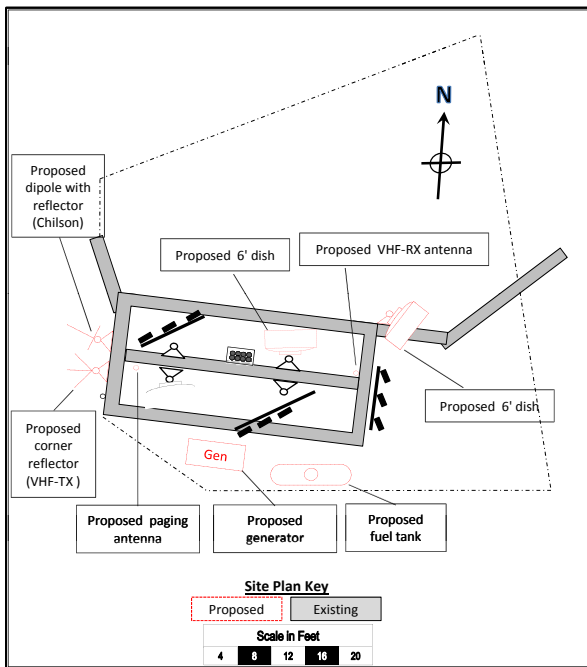 N
Proposed
dipole with
reflector
(Chilson)
Proposed 6' dish
Proposed VHF-RX antenna
Proposed 6' dish
Proposed
corner
reflector
(VHF-TX )
Gen
Proposed paging
antenna
Proposed
generator
Proposed
fuel tank
Site Plan Key
Proposed
Existing
Scale in Feet
4 8 12 16 20